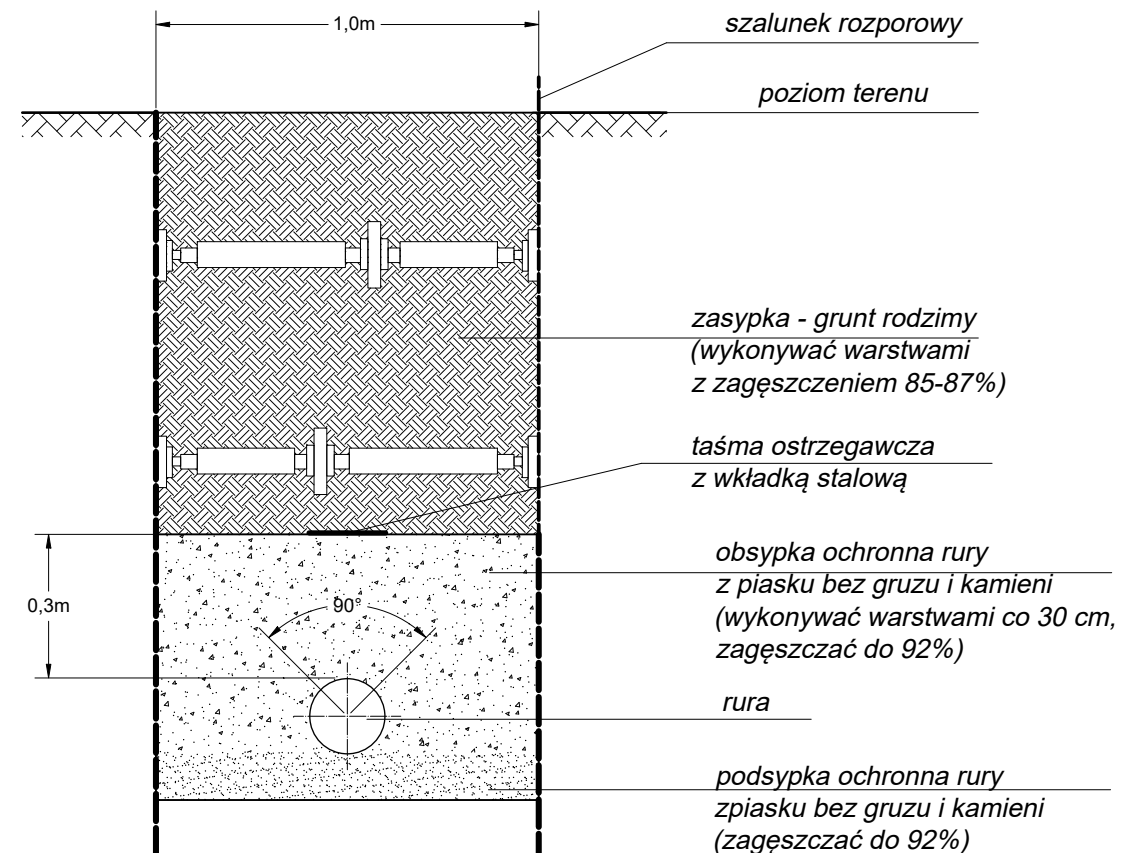 1,0m
szalunek rozporowy
poziom terenu
zasypka - grunt rodzimy
(wykonywać warstwami
z zagęszczeniem 85-87%)
taśma ostrzegawcza
z wkładką stalową
obsypka ochronna rury
z piasku bez gruzu i kamieni
(wykonywać warstwami co 30 cm,
zagęszczać do 92%)
0,3m
90°
rura
podsypka ochronna rury
zpiasku bez gruzu i kamieni
(zagęszczać do 92%)